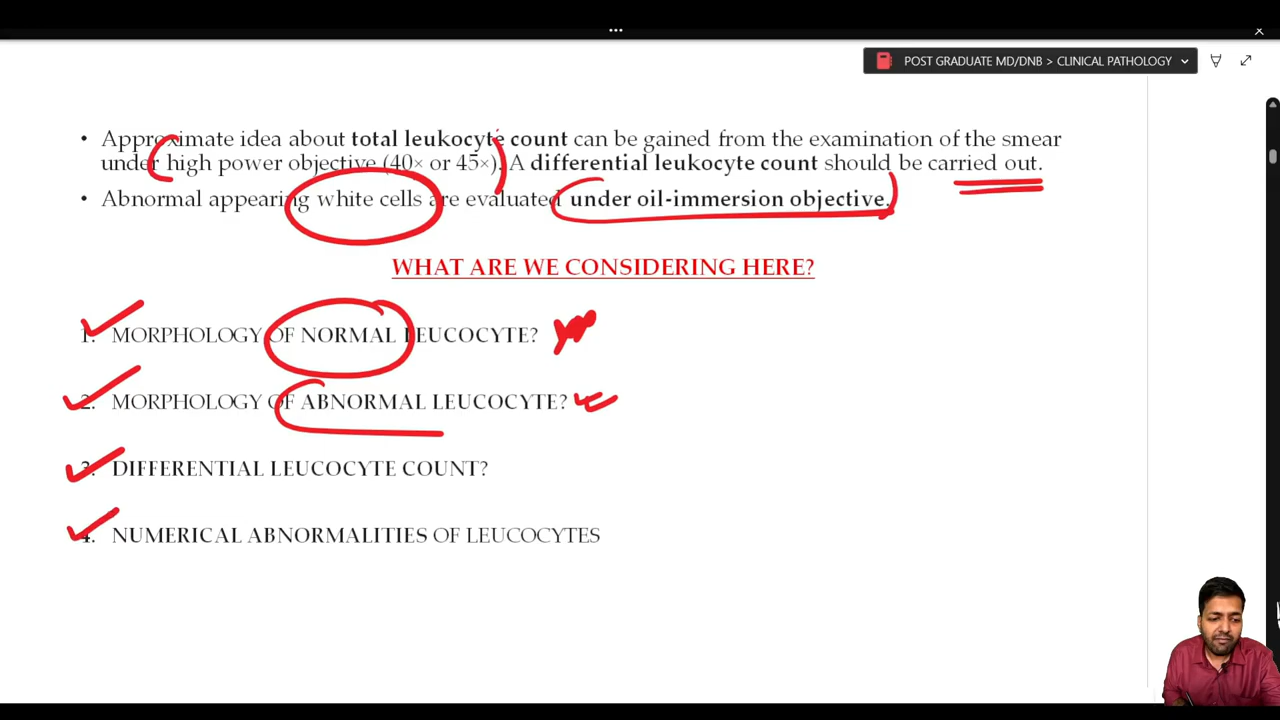 POST GRADUATE MD/DNB > CLINICAL PATHOLOGY
• Approximate idea about total leukocyte count can be gained from the examination of the smear
under high power objective (40× or 45×). A differential leukocyte count should be carried out.
• Abnormal appearing white cells are evaluated under oil-immersion objective.
WHAT ARE WE CONSIDERING HERE?
1. MORPHOLOGY OF NORMAL LEUCOCYTE?
2. MORPHOLOGY OF ABNORMAL LEUCOCYTE?
3. DIFFERENTIAL LEUCOCYTE COUNT?
4. NUMERICAL ABNORMALITIES OF LEUCOCYTES